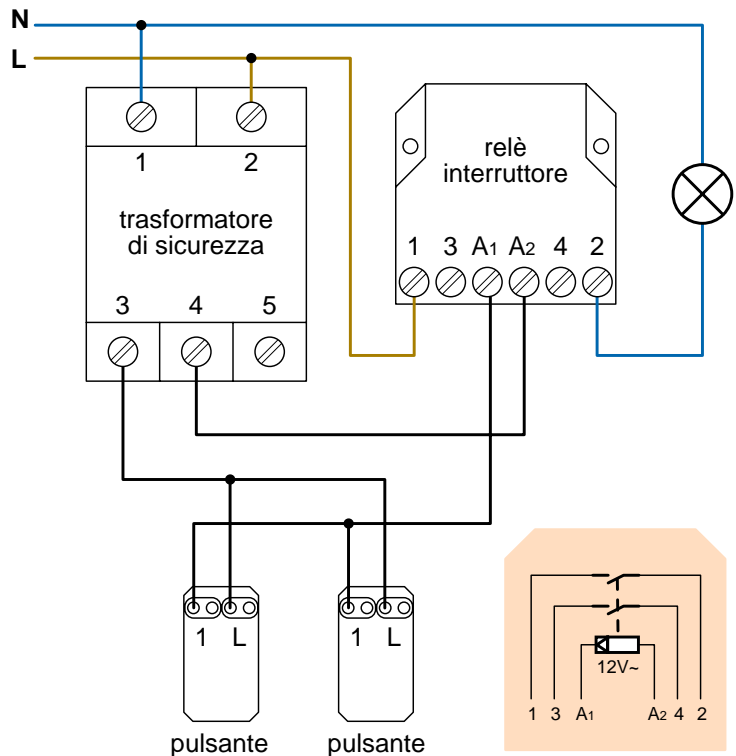 N
L
1 2
trasformatore
di sicurezza
3 4 5
relè
interruttore
1 3 A1 A2 4 2
1 L
pulsante
1 L
pulsante
12V~
1 3 A1 A2 4 2